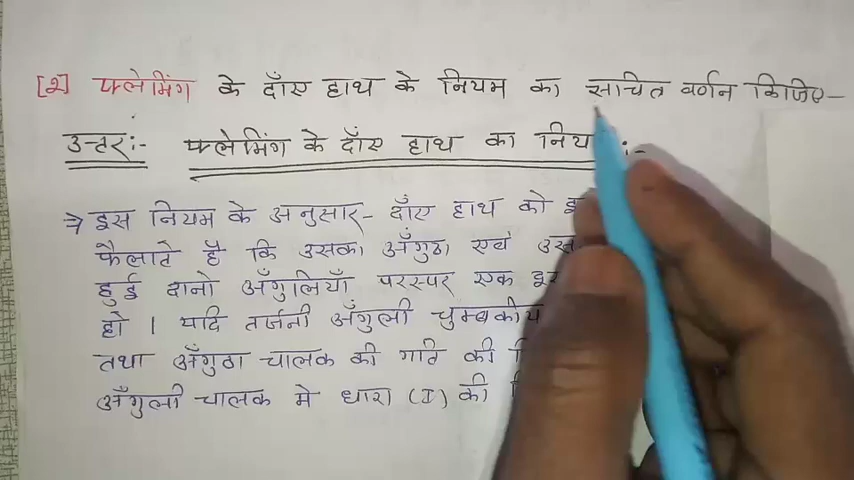 [2] फ्लेमिंग के दाँए हाथ के नियम का सचित वर्णन किजिए-
उत्तर:- फ्लेमिंग के दाँए हाथ का निय :-
⇒ इस नियम के अनुसार- दाँए हाथ को इ
फैलाते है कि उसका अँगुठा एवं उस
हुई दानो अँगुलियाँ परस्पर एक दूस
हो । यदि तर्जनी अँगुली चुम्बकीय
तथा अँगुठा चालक की गति की
अँगुली चालक मे धारा (I) की